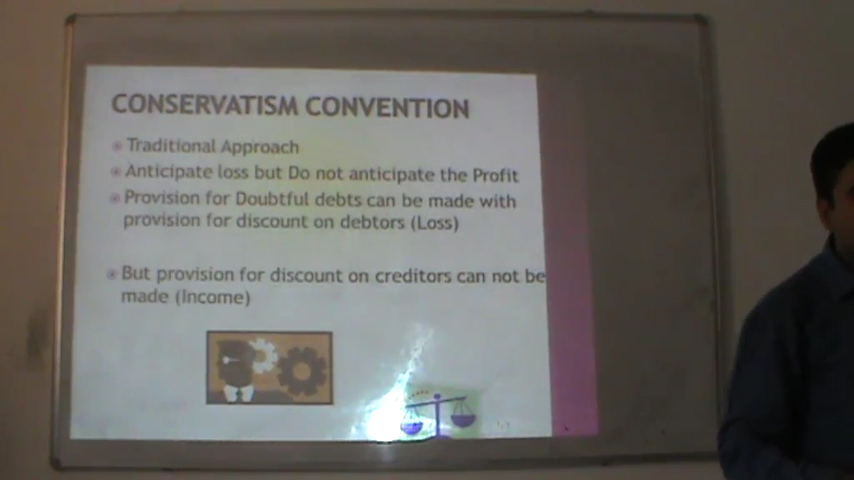 CONSERVATISM CONVENTION
Traditional Approach
Anticipate loss but Do not anticipate the Profit
Provision for Doubtful debts can be made with
provision for discount on debtors (Loss)
But provision for discount on creditors can not be
made (Income)